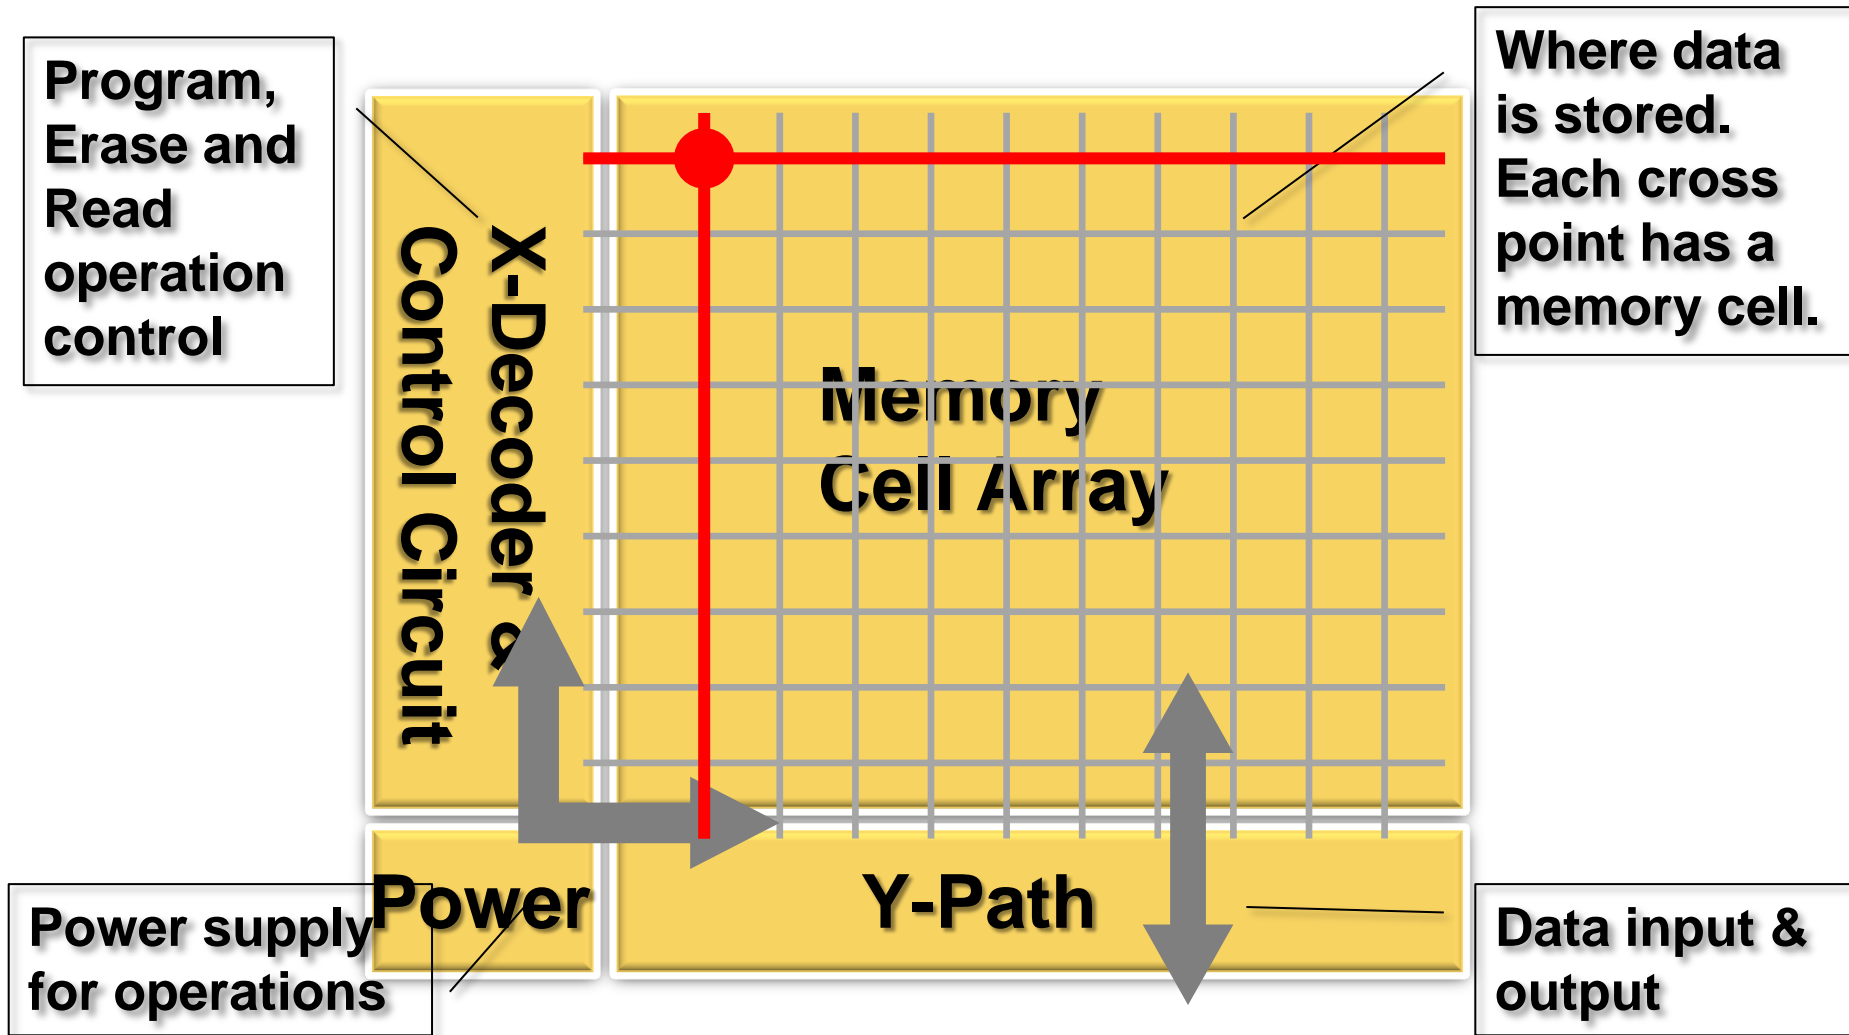 Program,
Erase and
Read
operation
control
Where data
is stored.
Each cross
point has a
memory cell.
X-Decoder &
Control Circuit
Memory
Cell Array
Power
Y-Path
Power supply
for operations
Data input &
output